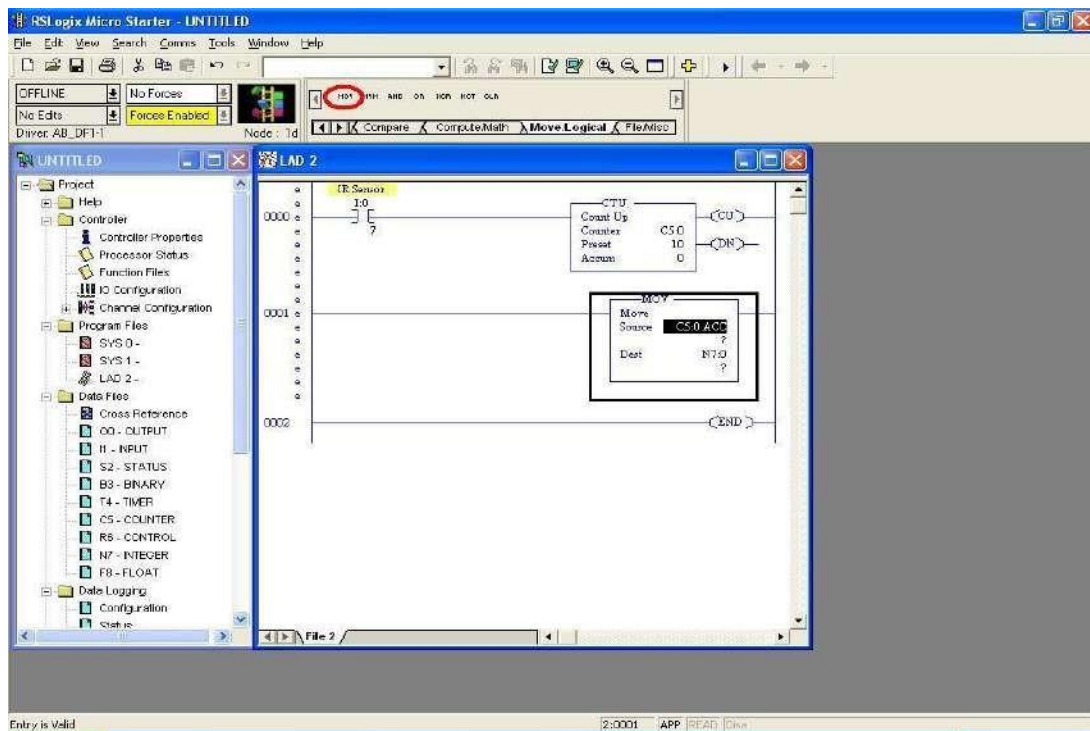 RSLogix Micro Starter - UNTITLED
File Edit View Search Comms Tools Window Help
OFFLINE No Forces
No Edits Forces Enabled
Driver: AB_DF1-1 Node : 1d
MOV AND OR XOR NOT CLR
Compare Compute/Math Move/Logical File/Misc
UNTITLED
Project
Help
Controller
Controller Properties
Processor Status
Function Files
IO Configuration
Channel Configuration
Program Files
SYS 0 -
SYS 1 -
LAD 2 -
Data Files
Cross Reference
O0 - OUTPUT
I1 - INPUT
S2 - STATUS
B3 - BINARY
T4 - TIMER
C5 - COUNTER
R6 - CONTROL
N7 - INTEGER
F8 - FLOAT
Data Logging
Configuration
Status
LAD 2
IR Sensor
I:0
7
0000
CTU
Count Up
Counter C5:0
Preset 10
Accum 0
CU
DN
0001
MOV
Move
Source C5:0.ACC
?
Dest N7:0
?
0002
END
File 2
Entry is Valid
2:0001 APP READ